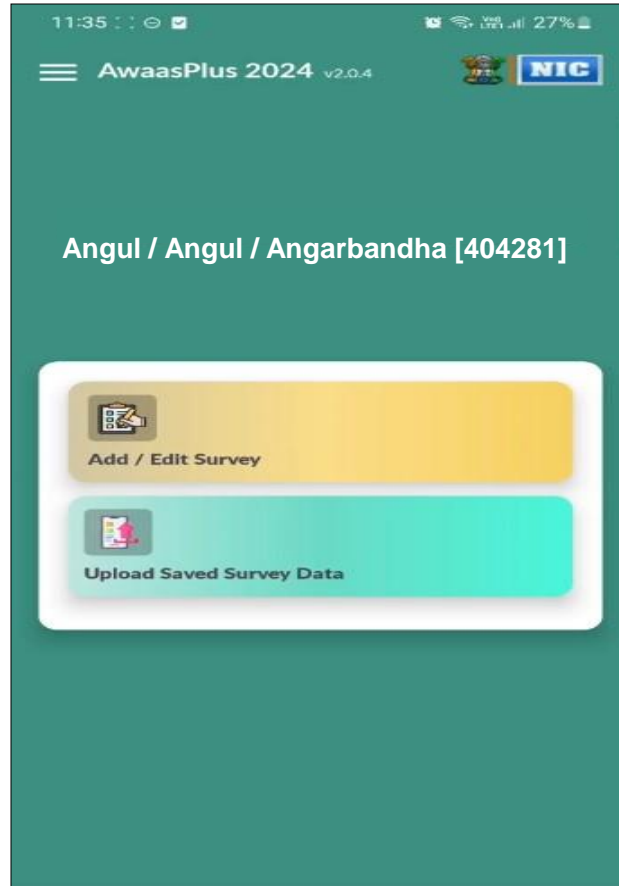 11:35
27%
AwaasPlus 2024 v2.0.4
NIC
Angul / Angul / Angarbandha [404281]
Add / Edit Survey
Upload Saved Survey Data